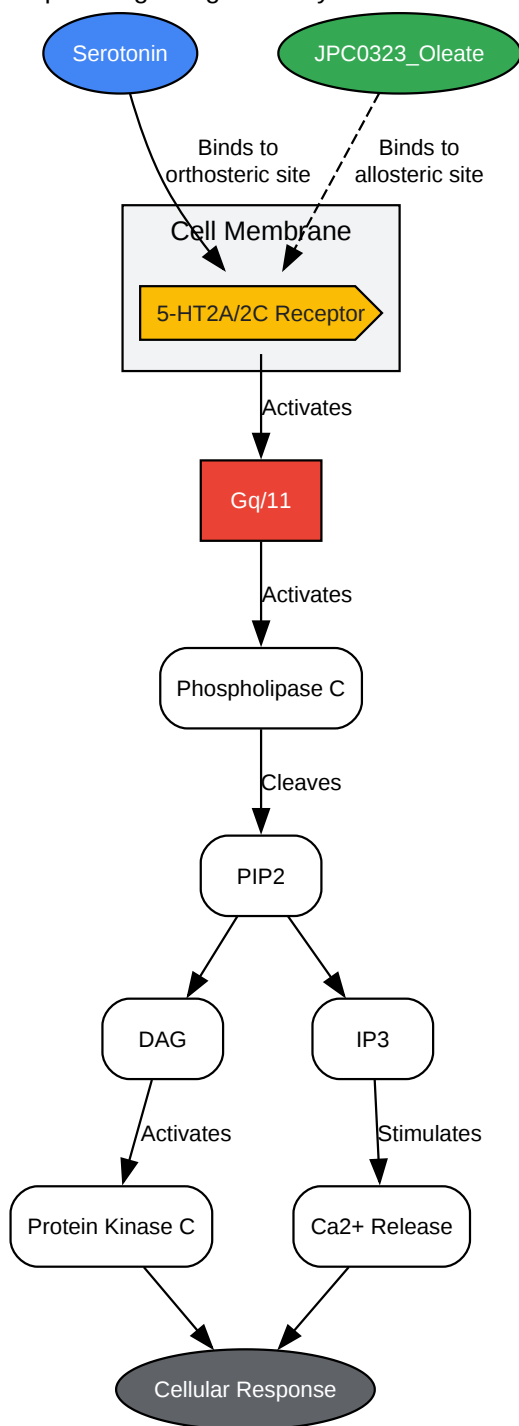 Serotonin
JPC0323_Oleate
Binds to
orthosteric site
Binds to
allosteric site
Cell Membrane
5-HT2A/2C Receptor
Activates
Gq/11
Activates
Phospholipase C
Cleaves
PIP2
DAG
IP3
Activates
Stimulates
Protein Kinase C
Ca2+ Release
Cellular Response